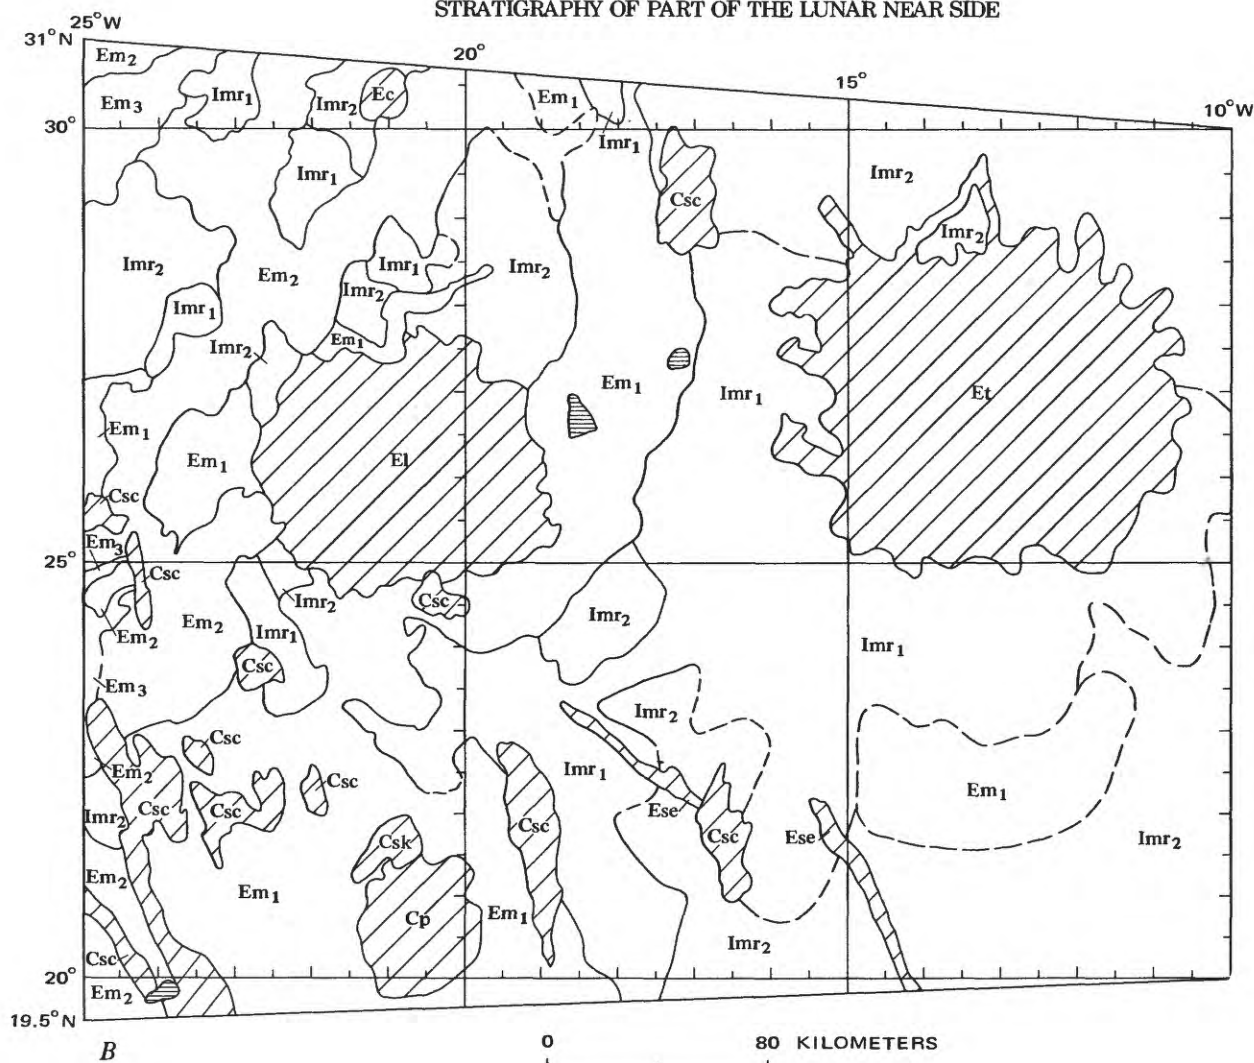 STRATIGRAPHY OF PART OF THE LUNAR NEAR SIDE
25°W
31°N
20°
15°
10°W
Em2
Em3
Imr1
Imr2
Ec
Em1
Imr1
30°
Imr1
Csc
Imr2
Imr2
Imr2
Em2
Imr1
Imr2
Imr2
Imr1
Em1
Imr2
Em1
Em1
Imr1
Et
Em1
El
Csc
Em3
25°
Csc
Csc
Imr2
Em2
Em2
Imr1
Imr2
Imr1
Csc
Em3
Imr2
Csc
Em2
Csc
Imr1
Em1
Imr2
Csc
Csc
Csc
Ese
Csc
Ese
Imr2
Csk
Em2
Em1
Cp
Em1
Imr2
Csc
20°
Em2
19.5°N
B
0 80 KILOMETERS